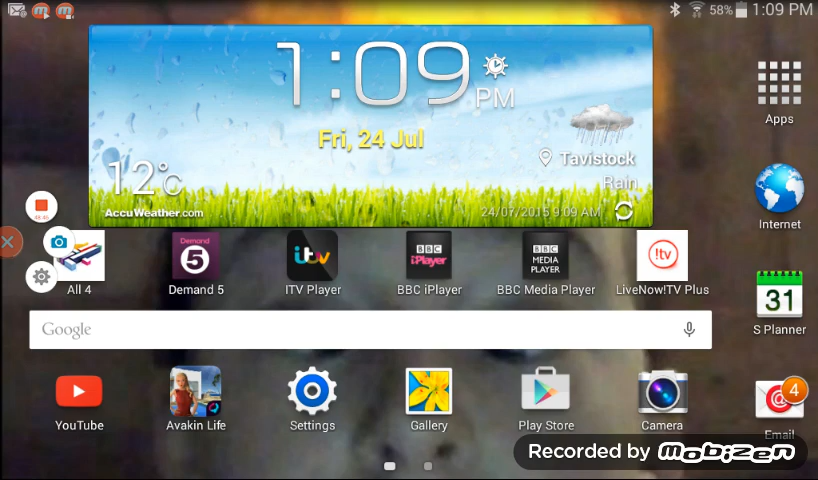 58% 1:09 PM
1:09 PM
Fri, 24 Jul
12°C
Tavistock
Rain
AccuWeather.com
24/07/2015 9:09 AM
Apps
Internet
31
S Planner
4
Email
All 4
Demand 5
Demand 5
itv
ITV Player
BBC iPlayer
BBC iPlayer
BBC MEDIA PLAYER
BBC Media Player
!tv
LiveNow!TV Plus
Google
YouTube
Avakin Life
Settings
Gallery
Play Store
Camera
Recorded by Mobizen